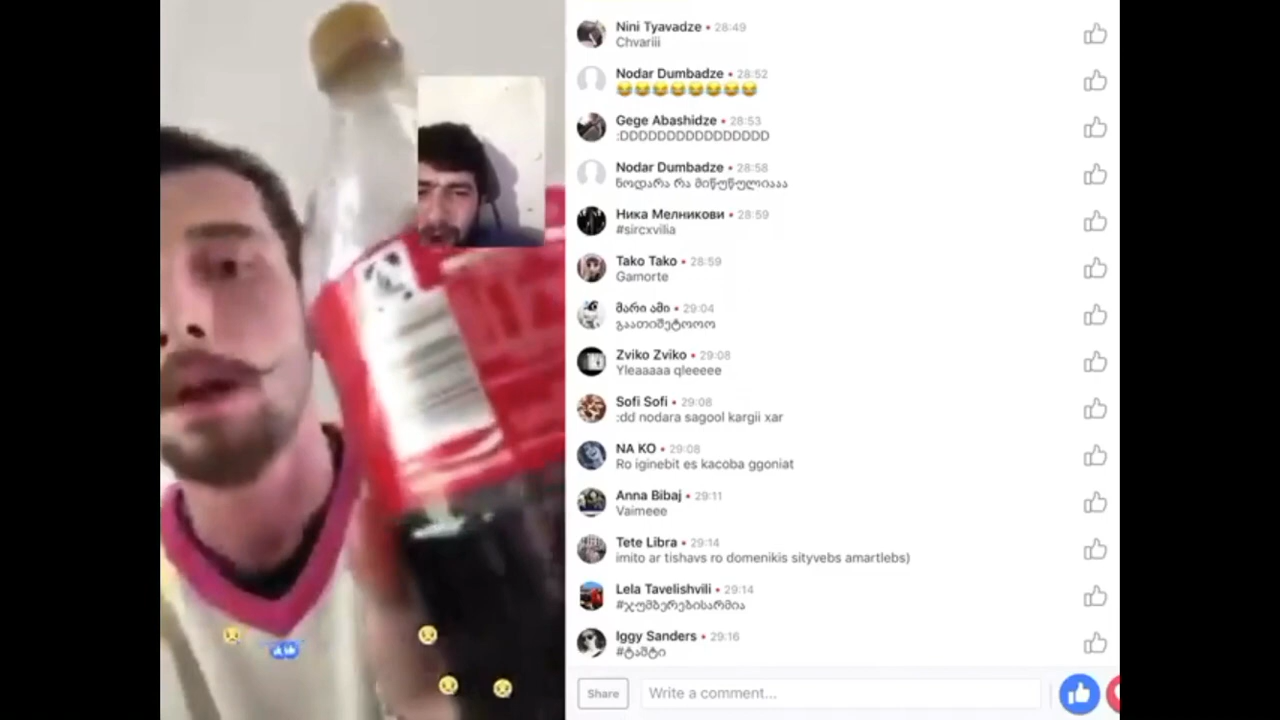 Nini Tyavadze • 28:49
Chvariii
Nodar Dumbadze • 28:52
😂😂😂😂😂😂😂😂
Gege Abashidze • 28:53
:DDDDDDDDDDDDDDDD
Nodar Dumbadze • 28:58
ნოდარა რა მიწუწულიააა
Ника Мелникови • 28:59
#sircxvilia
Tako Tako • 28:59
Gamorte
მარი ამი • 29:04
გაათიშეტოოო
Zviko Zviko • 29:08
Yleaaaaa qleeeee
Sofi Sofi • 29:08
:dd nodara sagool kargii xar
NA KO • 29:08
Ro iginebit es kacoba ggoniat
Anna Bibaj • 29:11
Vaimeee
Tete Libra • 29:14
imito ar tishavs ro domenikis sityvebs amartlebs)
Lela Tavelishvili • 29:14
#ჯუმბერებისარმია
Iggy Sanders • 29:16
#ტაშტი
Share
Write a comment...